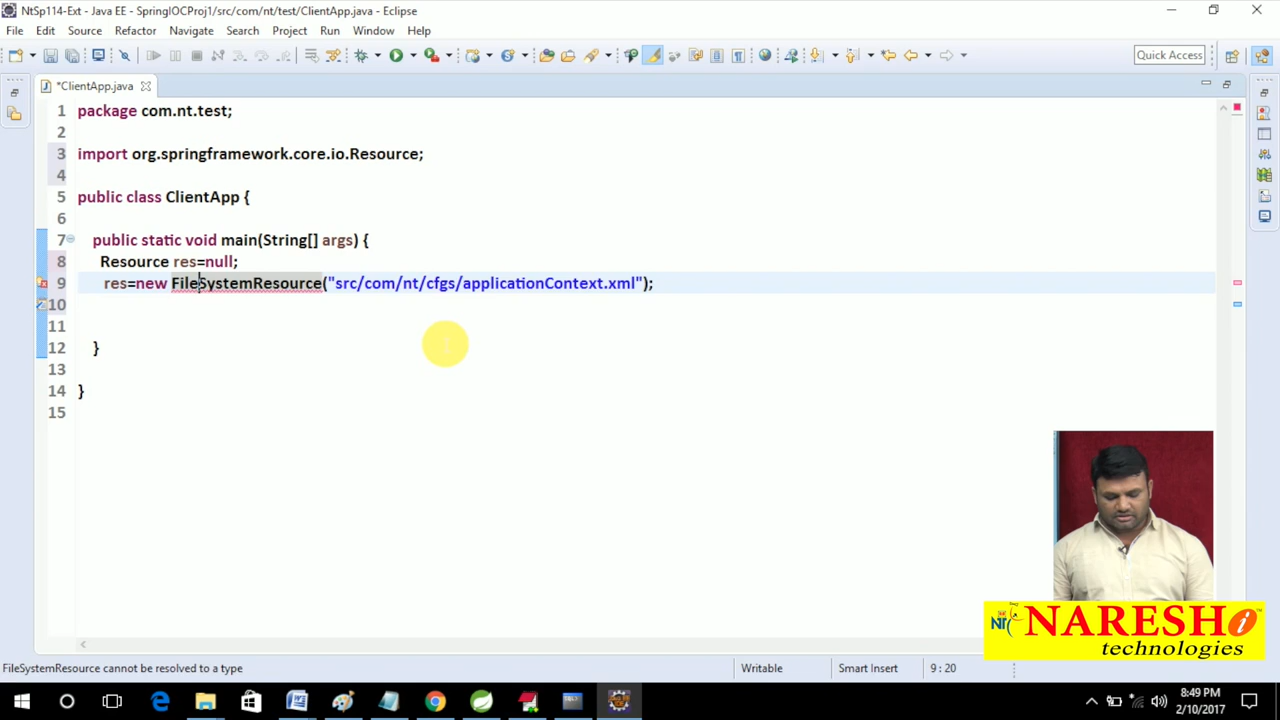 NtSp114-Ext - Java EE - SpringIOCProj1/src/com/nt/test/ClientApp.java - Eclipse
File Edit Source Refactor Navigate Search Project Run Window Help
Quick Access
*ClientApp.java
1 package com.nt.test;
2
3 import org.springframework.core.io.Resource;
4
5 public class ClientApp {
6
7 public static void main(String[] args) {
8 Resource res=null;
9 res=new FileSystemResource("src/com/nt/cfgs/applicationContext.xml");
10
11
12 }
13
14 }
15
NT NARESH i
technologies
FileSystemResource cannot be resolved to a type Writable Smart Insert 9 : 20
8:49 PM
2/10/2017